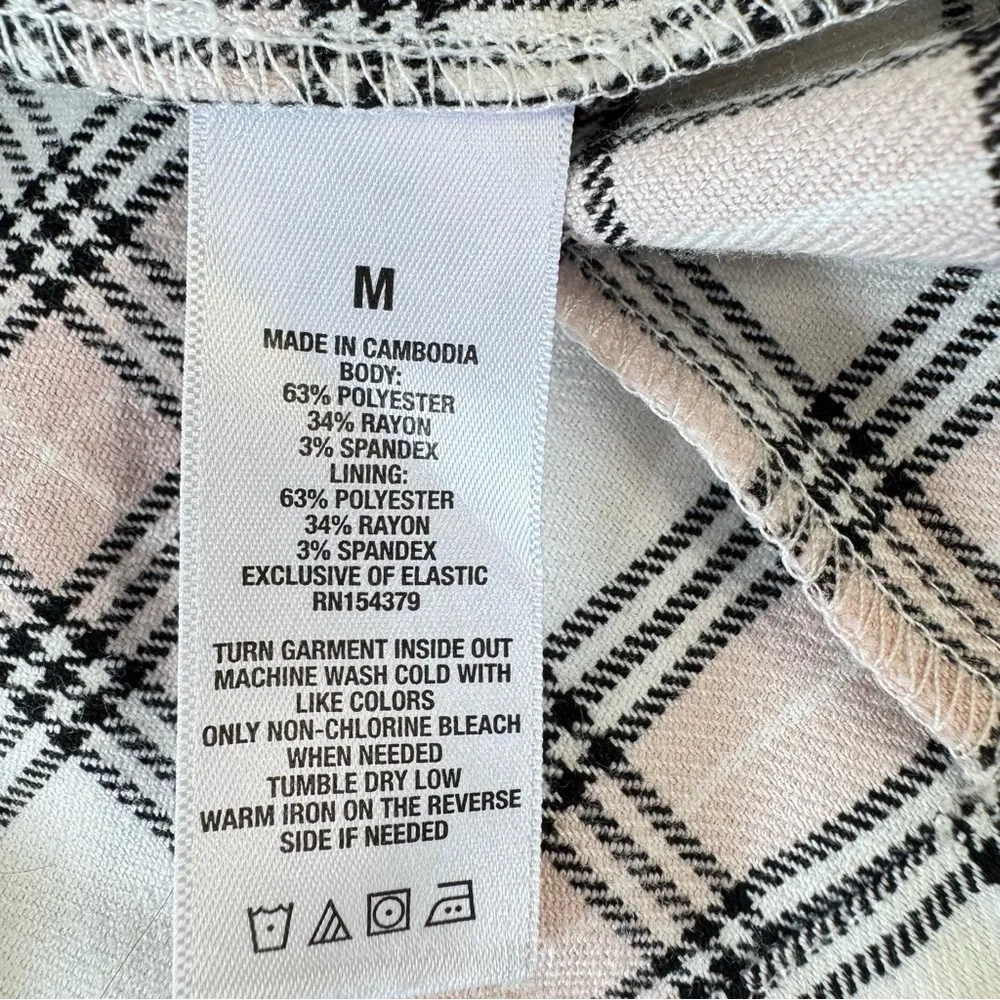 M
MADE IN CAMBODIA
BODY:
63% POLYESTER
34% RAYON
3% SPANDEX
LINING:
63% POLYESTER
34% RAYON
3% SPANDEX
EXCLUSIVE OF ELASTIC
RN154379
TURN GARMENT INSIDE OUT
MACHINE WASH COLD WITH
LIKE COLORS
ONLY NON-CHLORINE BLEACH
WHEN NEEDED
TUMBLE DRY LOW
WARM IRON ON THE REVERSE
SIDE IF NEEDED